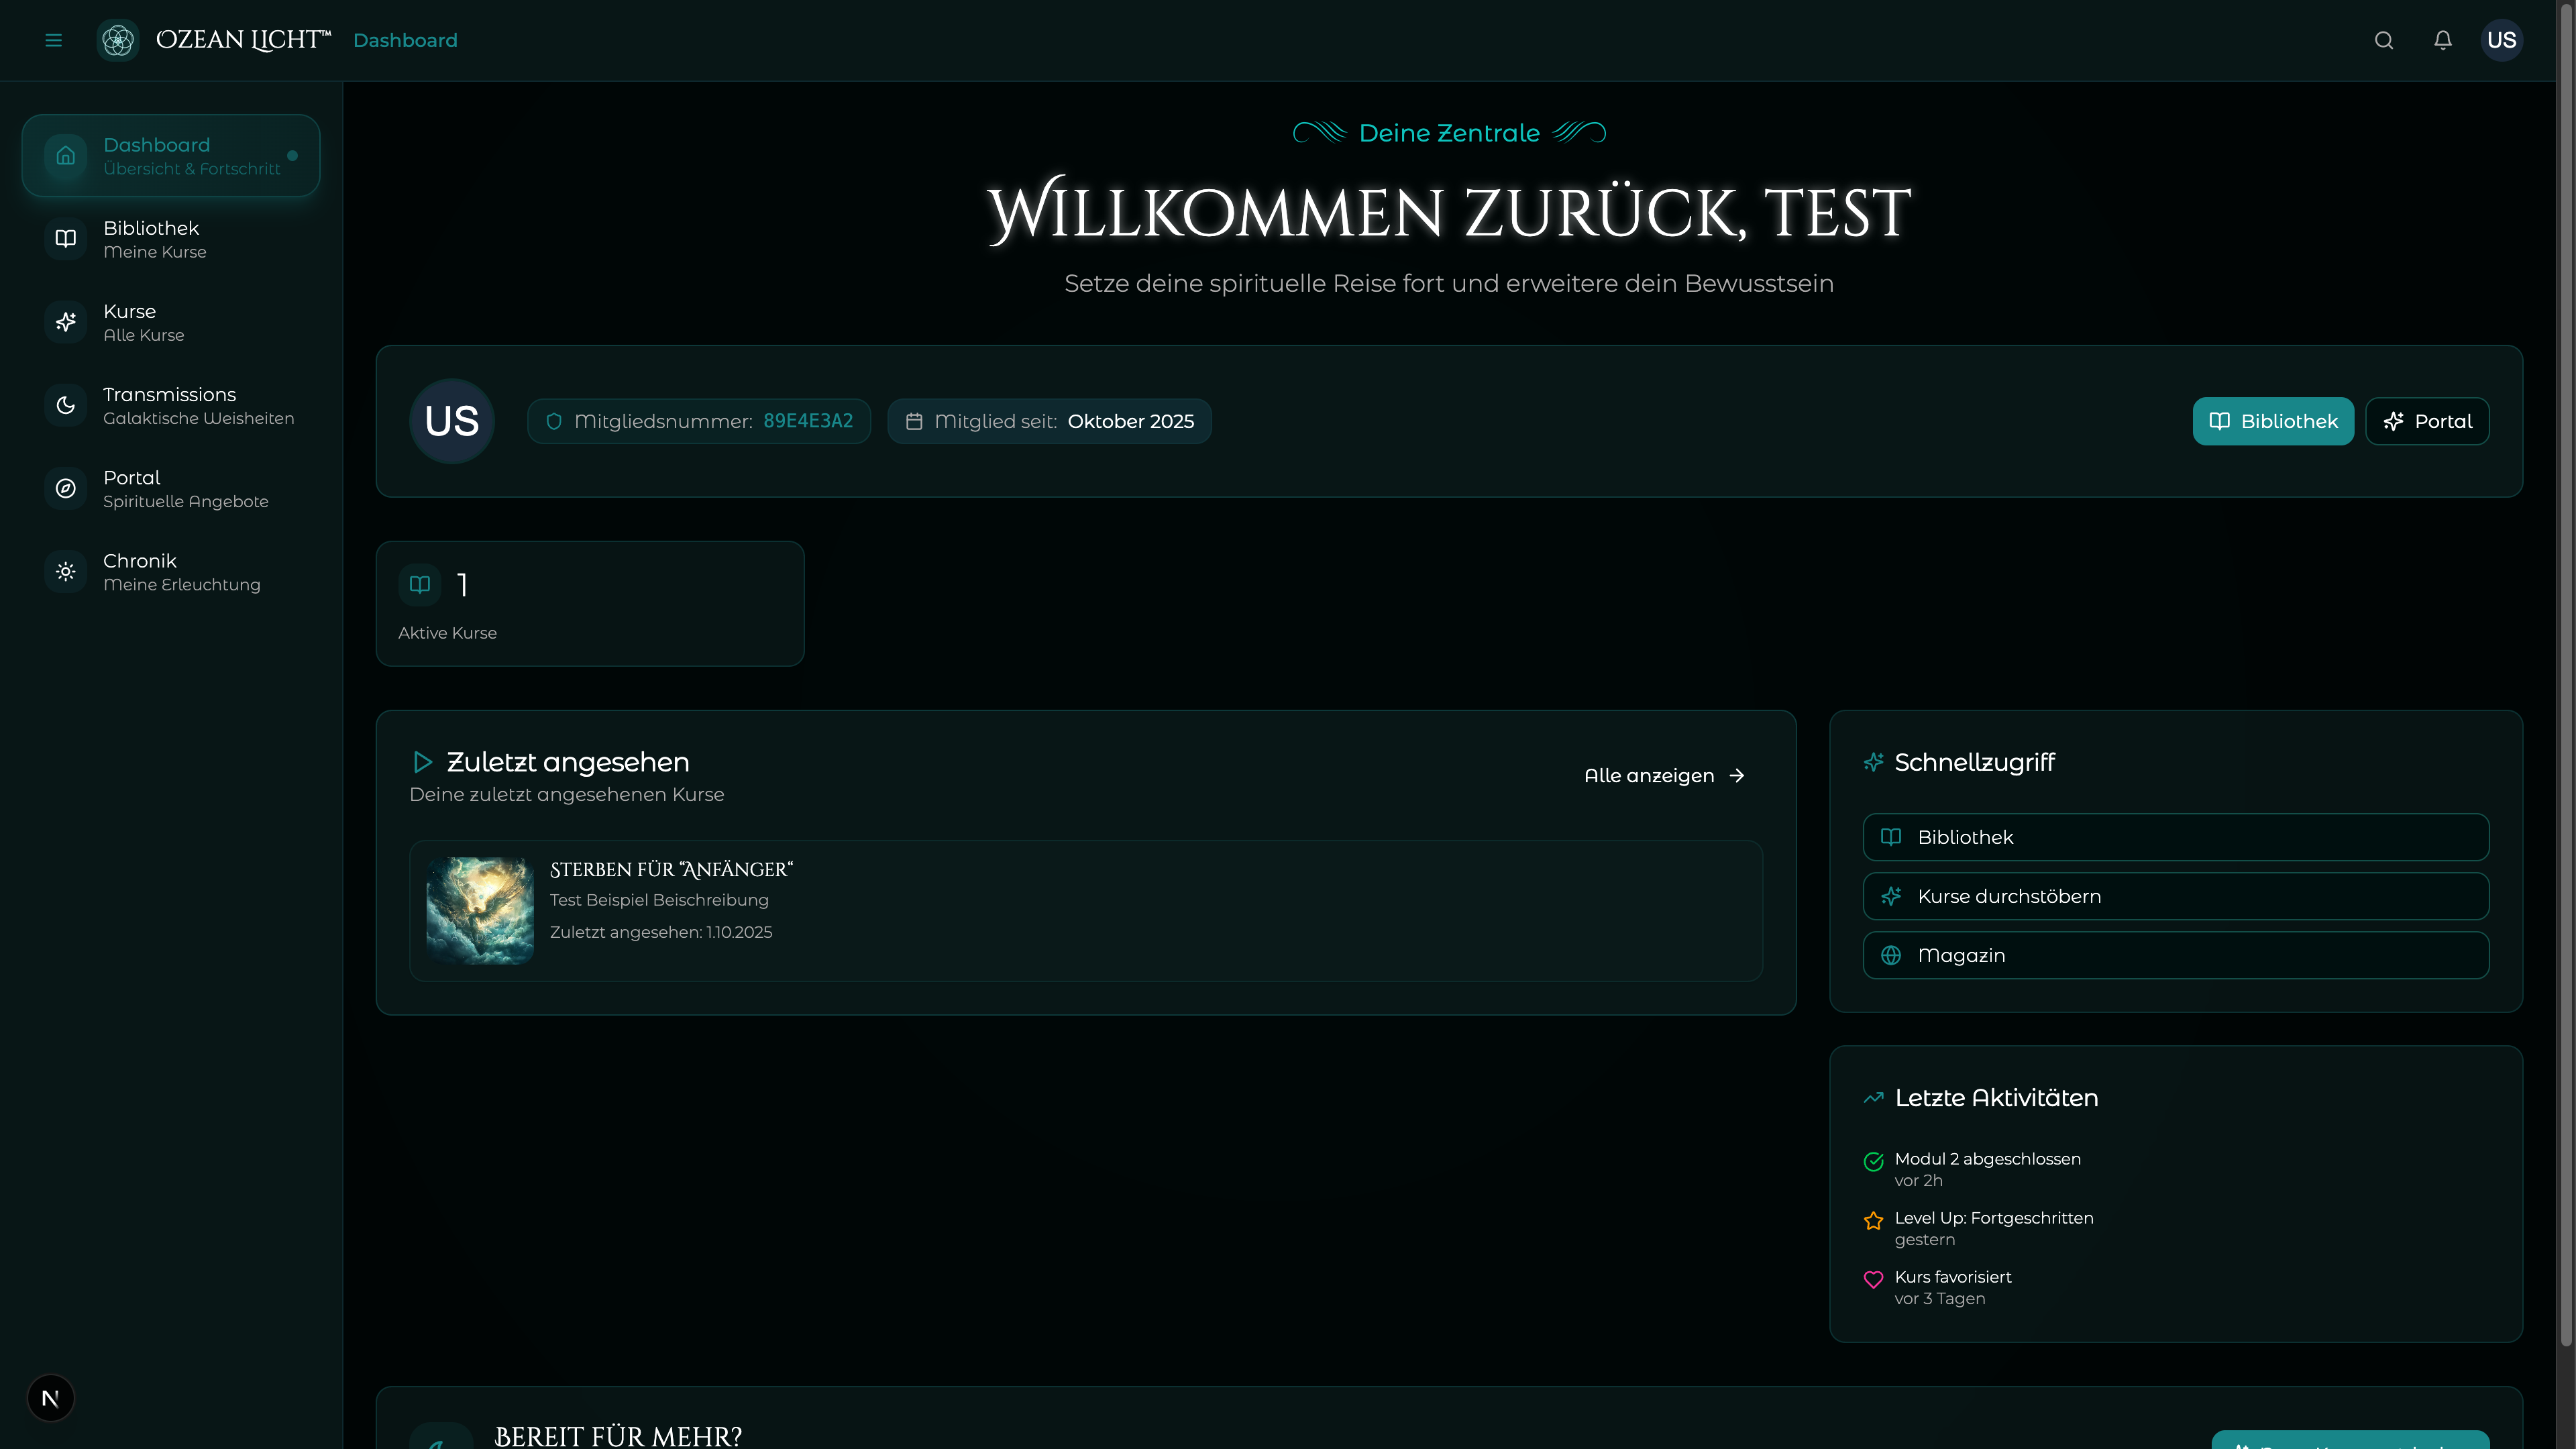 OZEAN LICHT™ Dashboard
US
Dashboard
Übersicht & Fortschritt
Bibliothek
Meine Kurse
Kurse
Alle Kurse
Transmissions
Galaktische Weisheiten
Portal
Spirituelle Angebote
Chronik
Meine Erleuchtung
N
Deine Zentrale
WILLKOMMEN ZURÜCK, TEST
Setze deine spirituelle Reise fort und erweitere dein Bewusstsein
US
Mitgliedsnummer: 89E4E3A2
Mitglied seit: Oktober 2025
Bibliothek
Portal
1
Aktive Kurse
Zuletzt angesehen
Deine zuletzt angesehenen Kurse
Alle anzeigen →
STERBEN FÜR “ANFÄNGER“
Test Beispiel Beischreibung
Zuletzt angesehen: 1.10.2025
Schnellzugriff
Bibliothek
Kurse durchstöbern
Magazin
Letzte Aktivitäten
Modul 2 abgeschlossen
vor 2h
Level Up: Fortgeschritten
gestern
Kurs favorisiert
vor 3 Tagen
BEREIT FÜR MEHR?